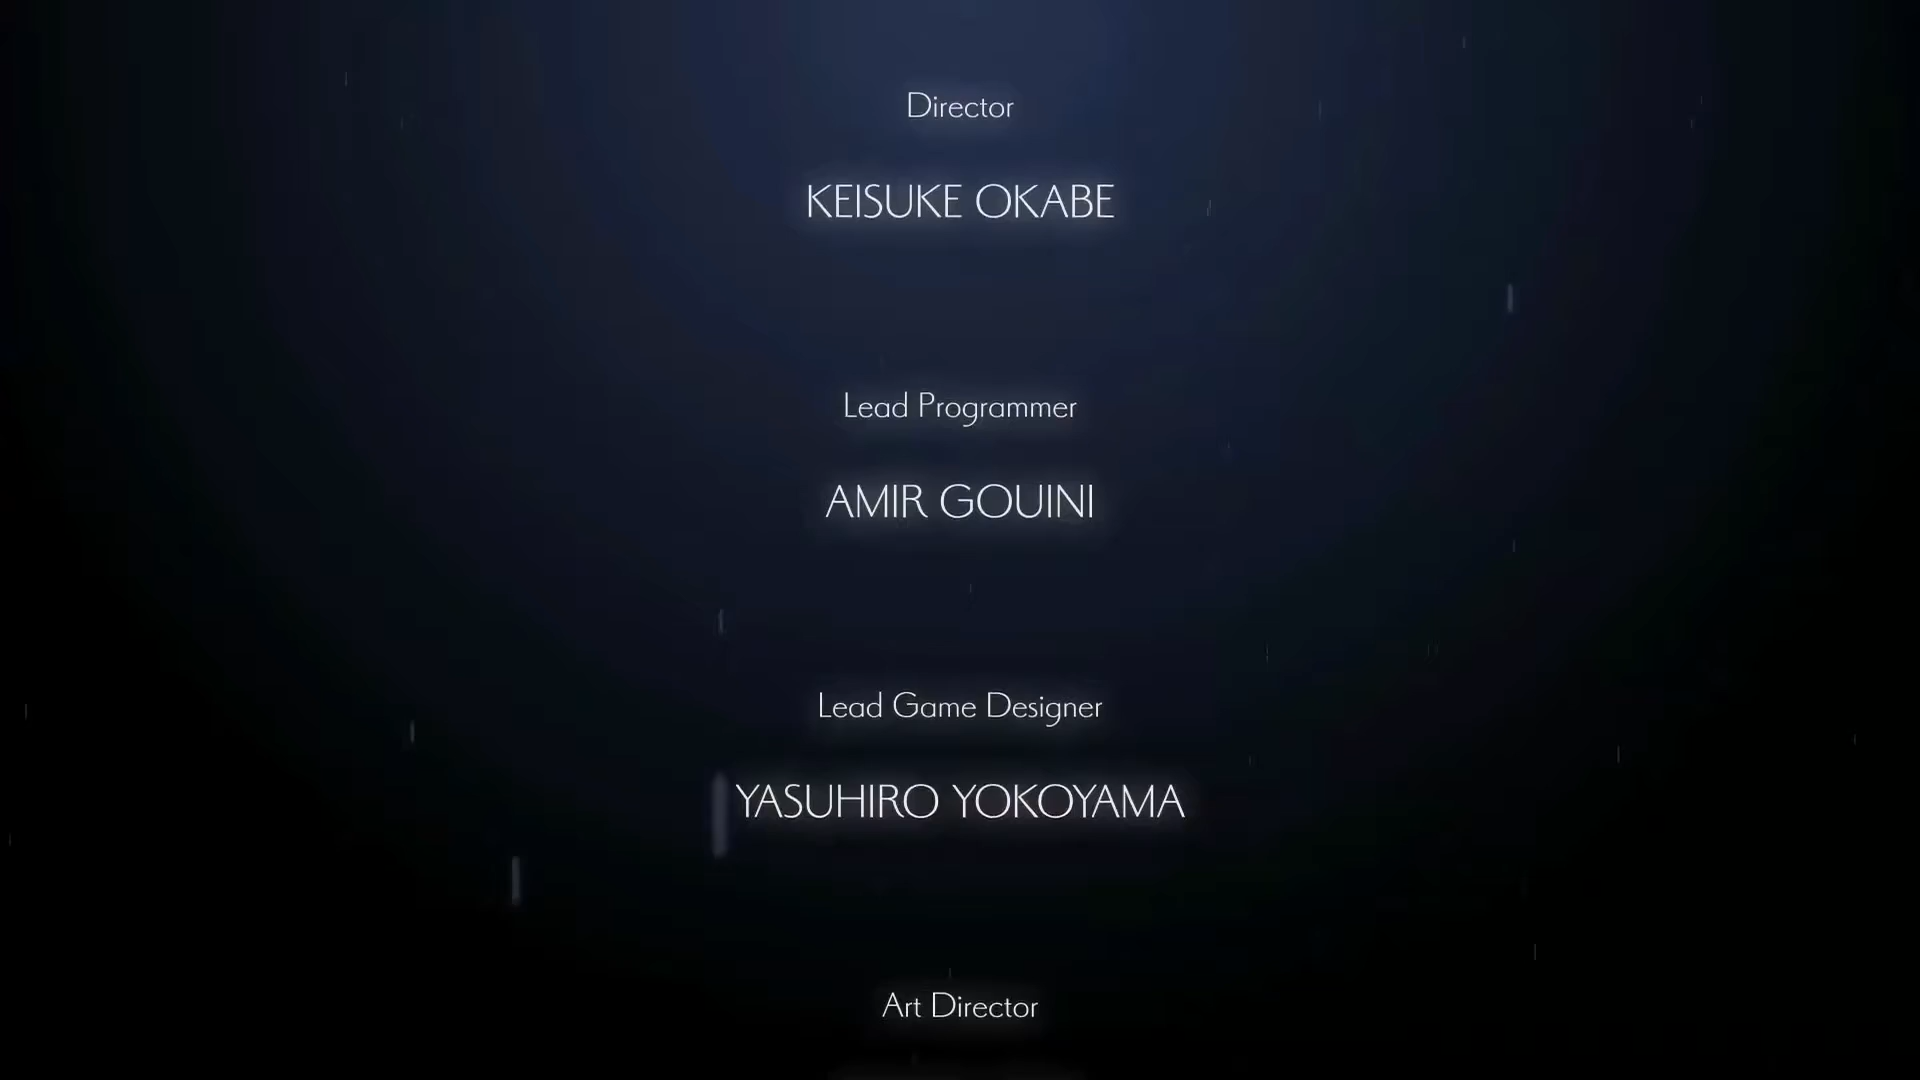 Director
KEISUKE OKABE
Lead Programmer
AMIR GOUINI
Lead Game Designer
YASUHIRO YOKOYAMA
Art Director